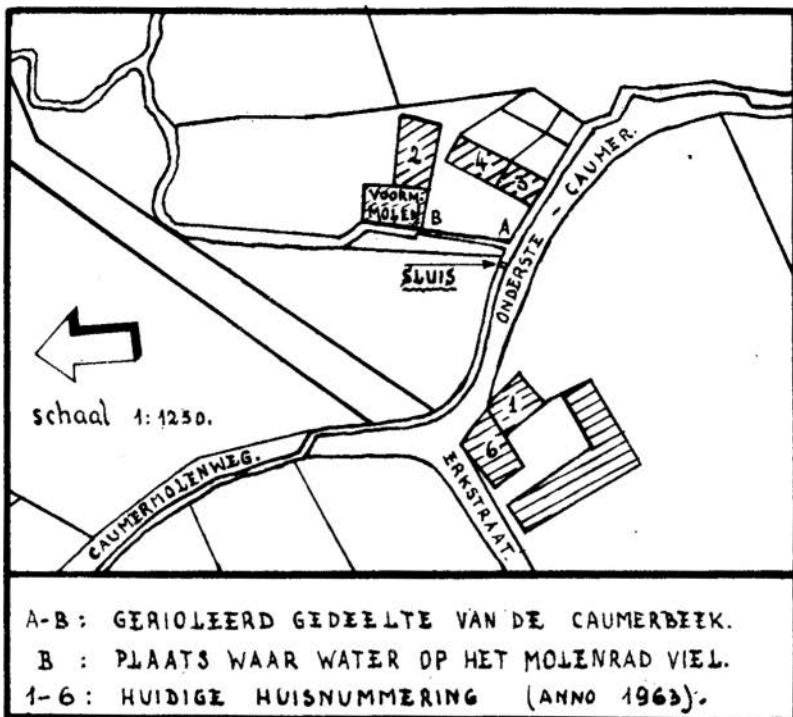 2
4
3
VOORM.
MOLEN
B
A
SLUIS
ONDERSTE - CAUMER.
schaal 1:1250.
1
6
CAUMERMOLENWEG.
ERKSTRAAT.
A-B: GERIOLEERD GEDEELTE VAN DE CAUMERBEEK.
B : PLAATS WAAR WATER OP HET MOLENRAD VIEL.
1-6: HUIDIGE HUISNUMMERING (ANNO 1963).